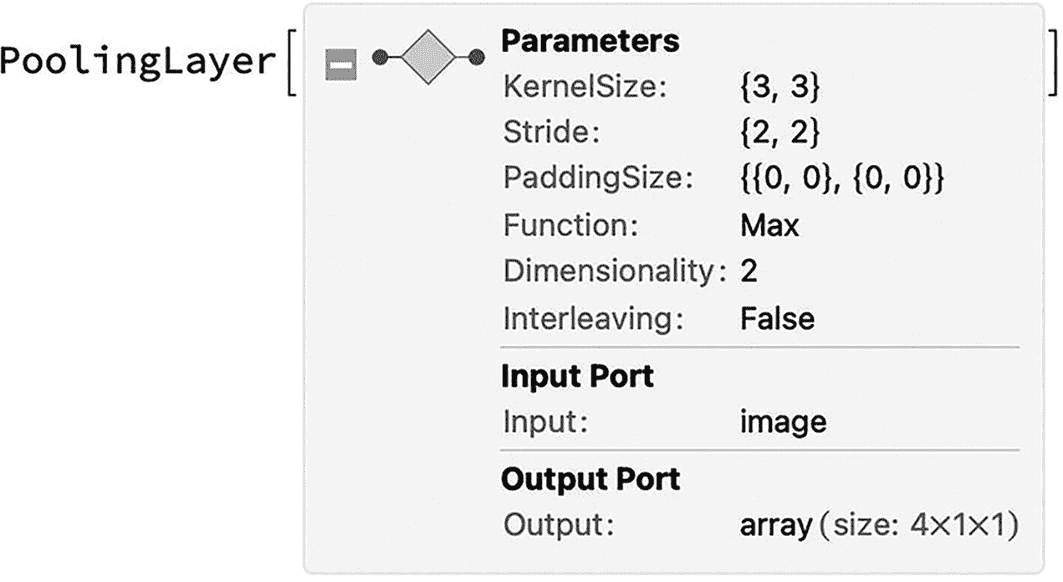 Parameters
PoolingLayer[ ]
KernelSize: {3, 3}
Stride: {2, 2}
PaddingSize: {{0, 0}, {0, 0}}
Function: Max
Dimensionality: 2
Interleaving: False
Input Port
Input: image
Output Port
Output: array (size: 4×1×1)